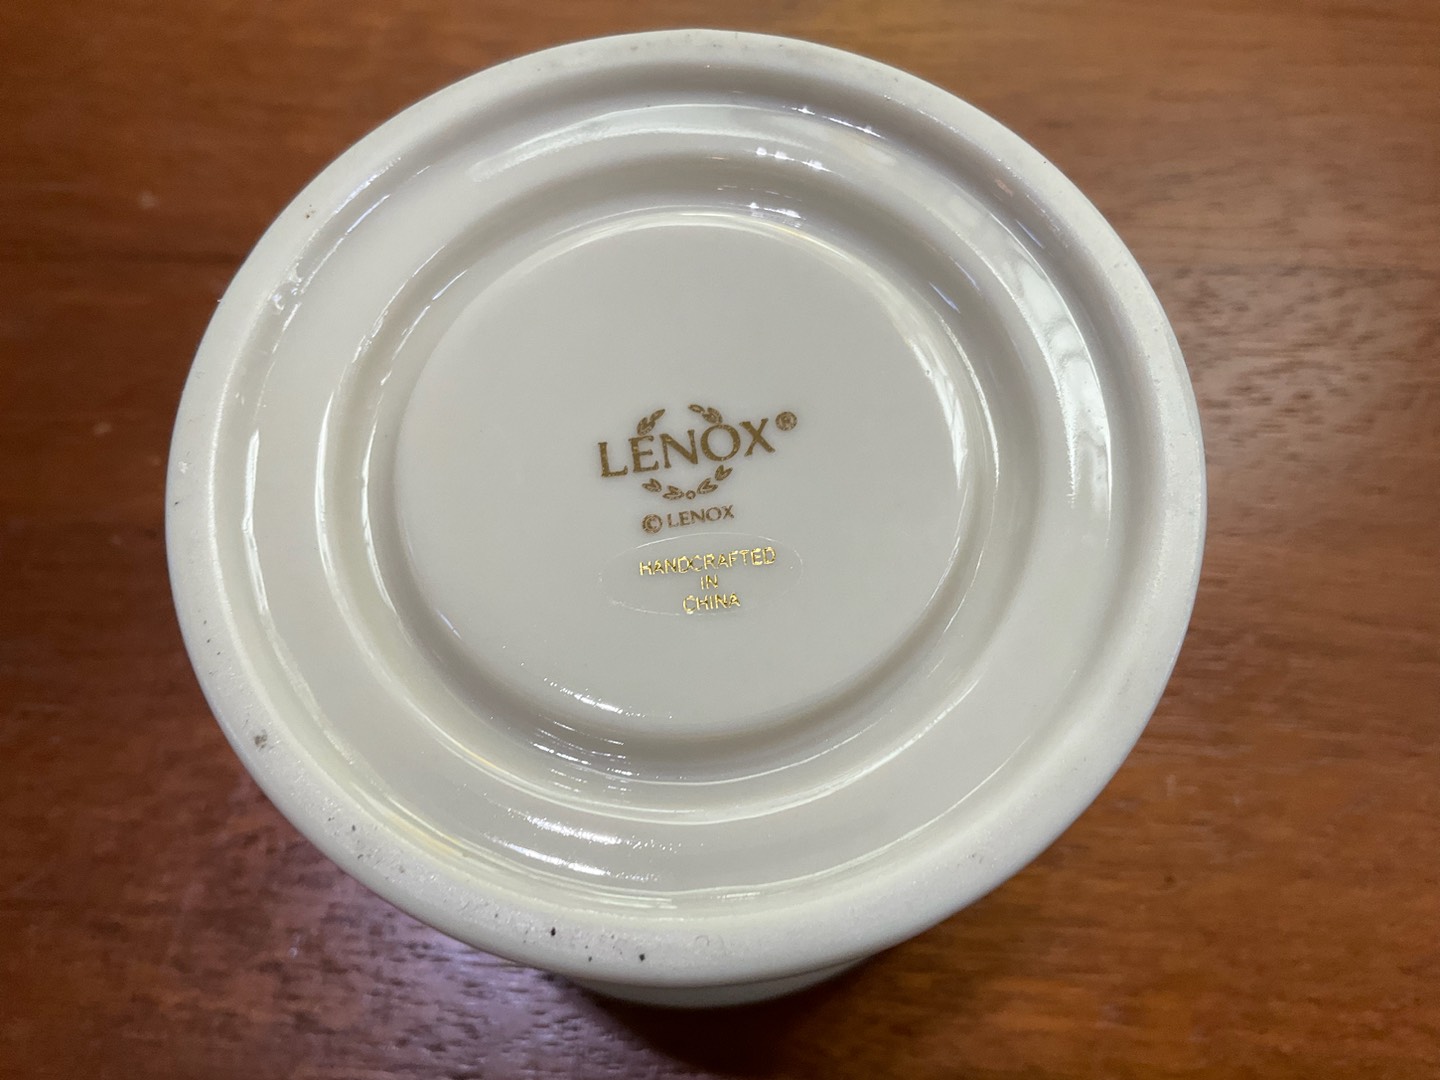 LENOX®
© LENOX
HANDCRAFTED
IN
CHINA